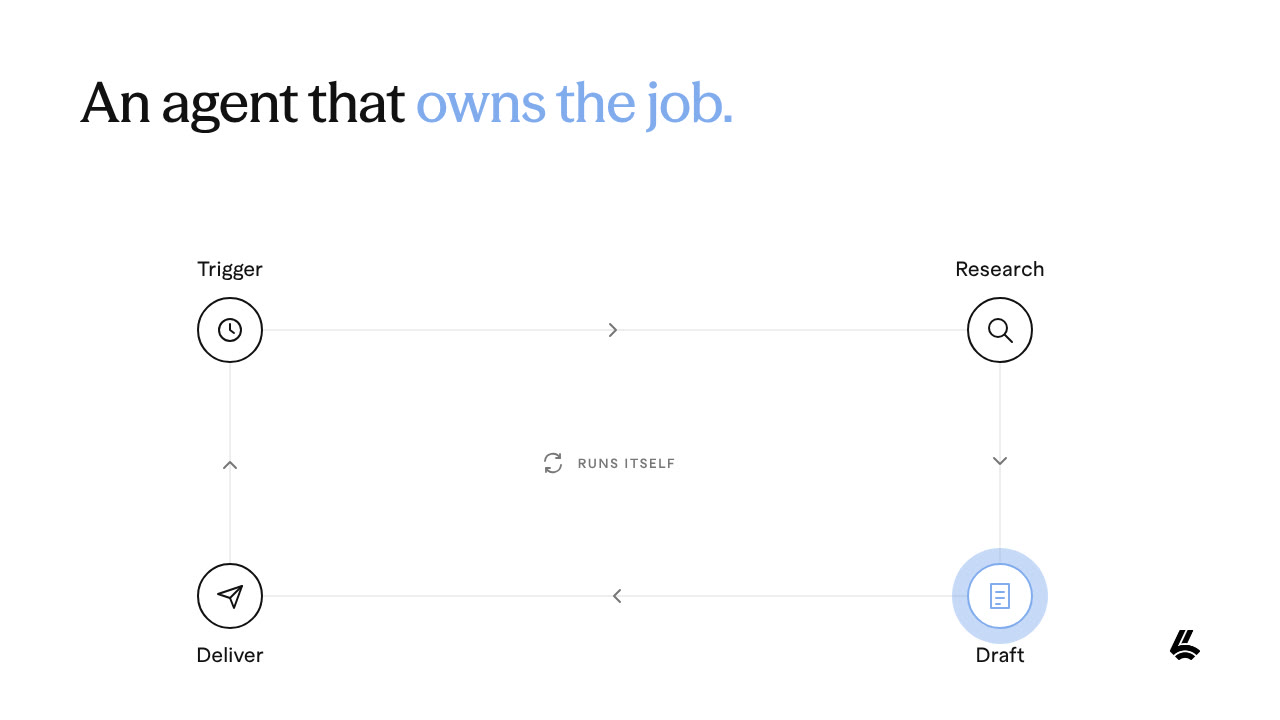 An agent that owns the job.
Trigger
Research
RUNS ITSELF
Deliver
Draft